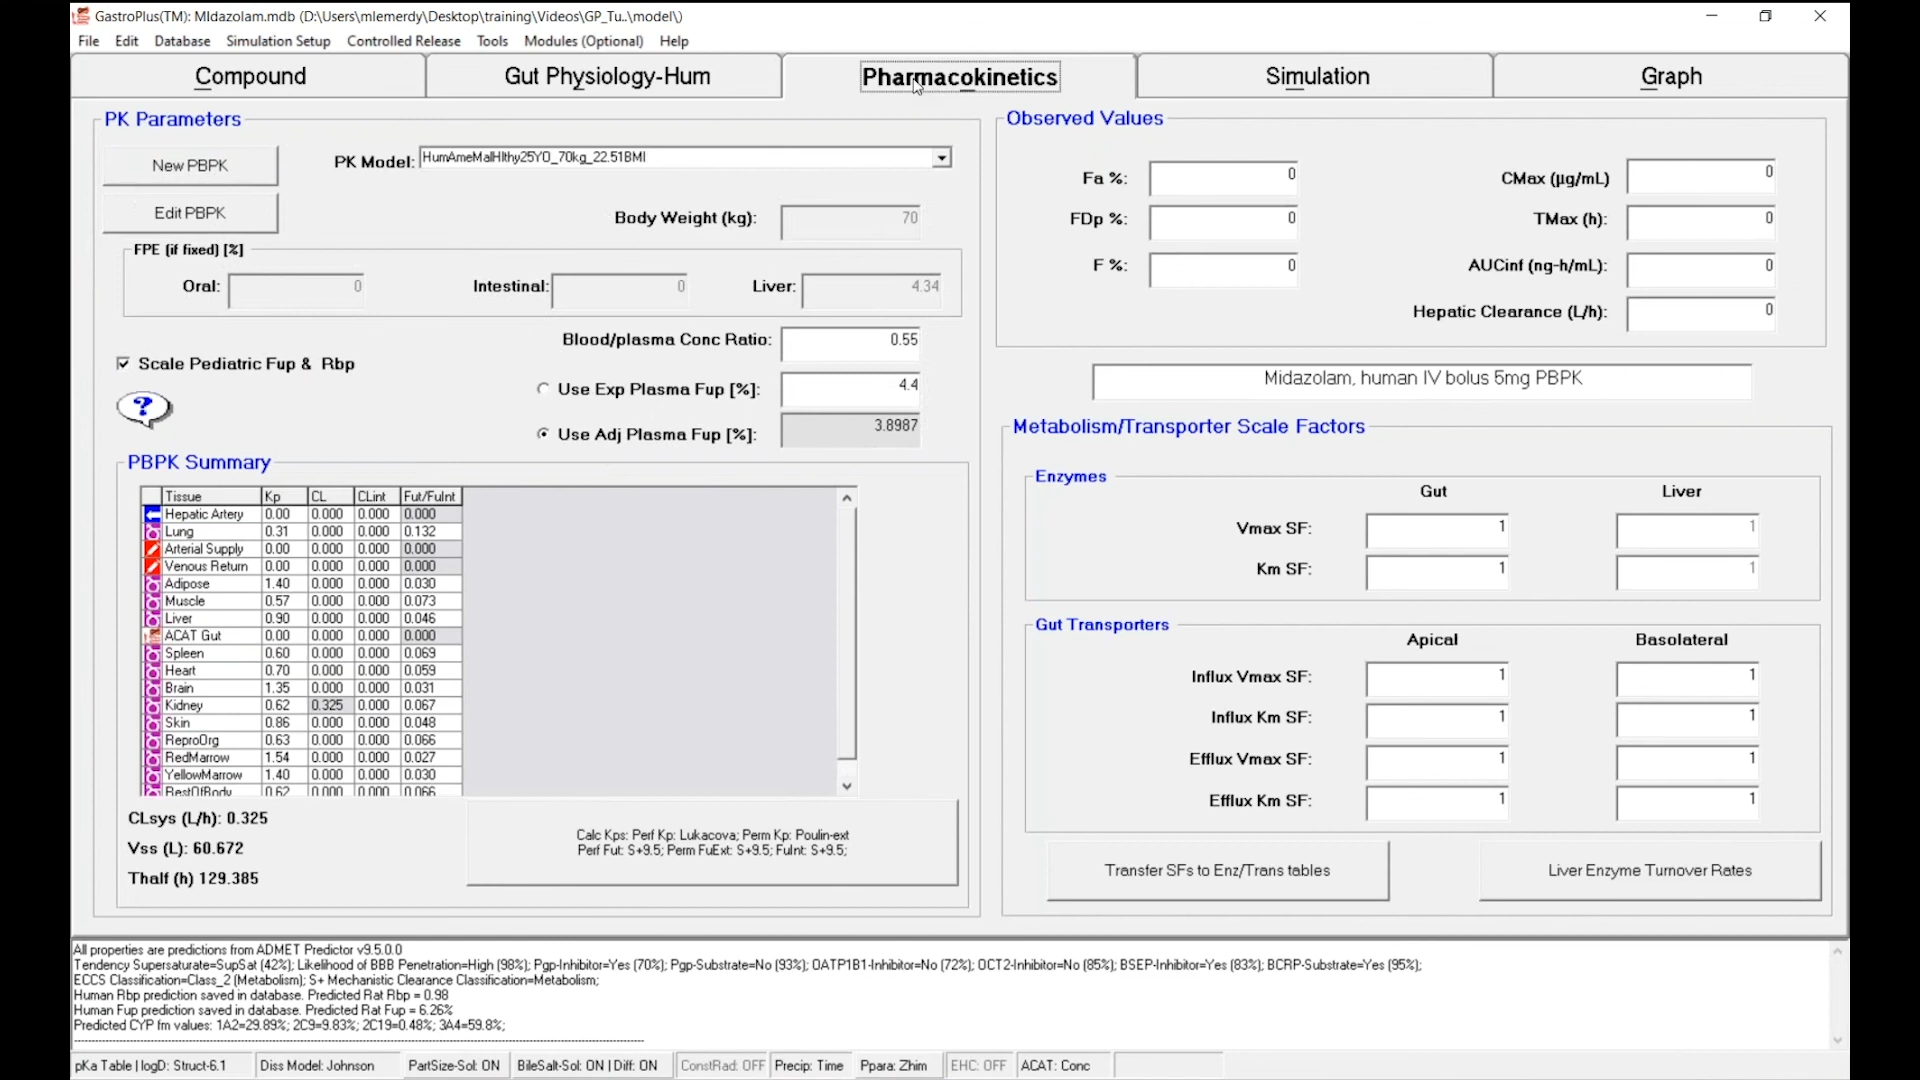 GastroPlus(TM): MIdazolam.mdb (D:\Users\mlemerdy\Desktop\training\Videos\GP_Tu..\model\)
File Edit Database Simulation Setup Controlled Release Tools Modules (Optional) Help
Compound Gut Physiology-Hum Pharmacokinetics Simulation Graph
PK Parameters
New PBPK
PK Model: HumAmeMalHlthy25YO_70kg_22.51BMI
Edit PBPK
Body Weight (kg): 70
FPE (if fixed) [%]
Oral: 0 Intestinal: 0 Liver: 4.34
Blood/plasma Conc Ratio: 0.55
Scale Pediatric Fup & Rbp
Use Exp Plasma Fup [%]: 4.4
?
Use Adj Plasma Fup [%]: 3.8987
PBPK Summary
Tissue Kp CL CLint Fut/FuInt
Hepatic Artery 0.00 0.000 0.000 0.000
Lung 0.31 0.000 0.000 0.132
Arterial Supply 0.00 0.000 0.000 0.000
Venous Return 0.00 0.000 0.000 0.000
Adipose 1.40 0.000 0.000 0.030
Muscle 0.57 0.000 0.000 0.073
Liver 0.90 0.000 0.000 0.046
ACAT Gut 0.00 0.000 0.000 0.000
Spleen 0.60 0.000 0.000 0.069
Heart 0.70 0.000 0.000 0.059
Brain 1.35 0.000 0.000 0.031
Kidney 0.62 0.325 0.000 0.067
Skin 0.86 0.000 0.000 0.048
ReproOrg 0.63 0.000 0.000 0.066
RedMarrow 1.54 0.000 0.000 0.027
YellowMarrow 1.40 0.000 0.000 0.030
RestOfBody 0.62 0.000 0.000 0.066
CLsys (L/h): 0.325
Vss (L): 60.672
Thalf (h) 129.385
Calc Kps: Perf Kp: Lukacova; Perm Kp: Poulin-ext
Perf Fut: S+9.5; Perm FuExt: S+9.5; FuInt: S+9.5;
Observed Values
Fa %: 0 CMax (µg/mL) 0
FDp %: 0 TMax (h): 0
F %: 0 AUCinf (ng-h/mL): 0
Hepatic Clearance (L/h): 0
Midazolam, human IV bolus 5mg PBPK
Metabolism/Transporter Scale Factors
Enzymes
Gut Liver
Vmax SF: 1 1
Km SF: 1 1
Gut Transporters
Apical Basolateral
Influx Vmax SF: 1 1
Influx Km SF: 1 1
Efflux Vmax SF: 1 1
Efflux Km SF: 1 1
Transfer SFs to Enz/Trans tables
Liver Enzyme Turnover Rates
All properties are predictions from ADMET Predictor v9.5.0.0
Tendency Supersaturate=SupSat (42%); Likelihood of BBB Penetration=High (98%); Pgp-Inhibitor=Yes (70%); Pgp-Substrate=No (93%); OATP1B1-Inhibitor=No (72%); OCT2-Inhibitor=No (85%); BSEP-Inhibitor=Yes (83%); BCRP-Substrate=Yes (95%);
ECCS Classification=Class_2 (Metabolism); S+ Mechanistic Clearance Classification=Metabolism;
Human Rbp prediction saved in database. Predicted Rat Rbp = 0.98
Human Fup prediction saved in database. Predicted Rat Fup = 6.26%
Predicted CYP fm values: 1A2=29.89%; 2C9=9.83%; 2C19=0.48%; 3A4=59.8%;
pKa Table | logD: Struct-6.1 Diss Model: Johnson PartSize-Sol: ON BileSalt-Sol: ON | Diff: ON ConstRad: OFF Precip: Time Ppara: Zhim EHC: OFF ACAT: Conc